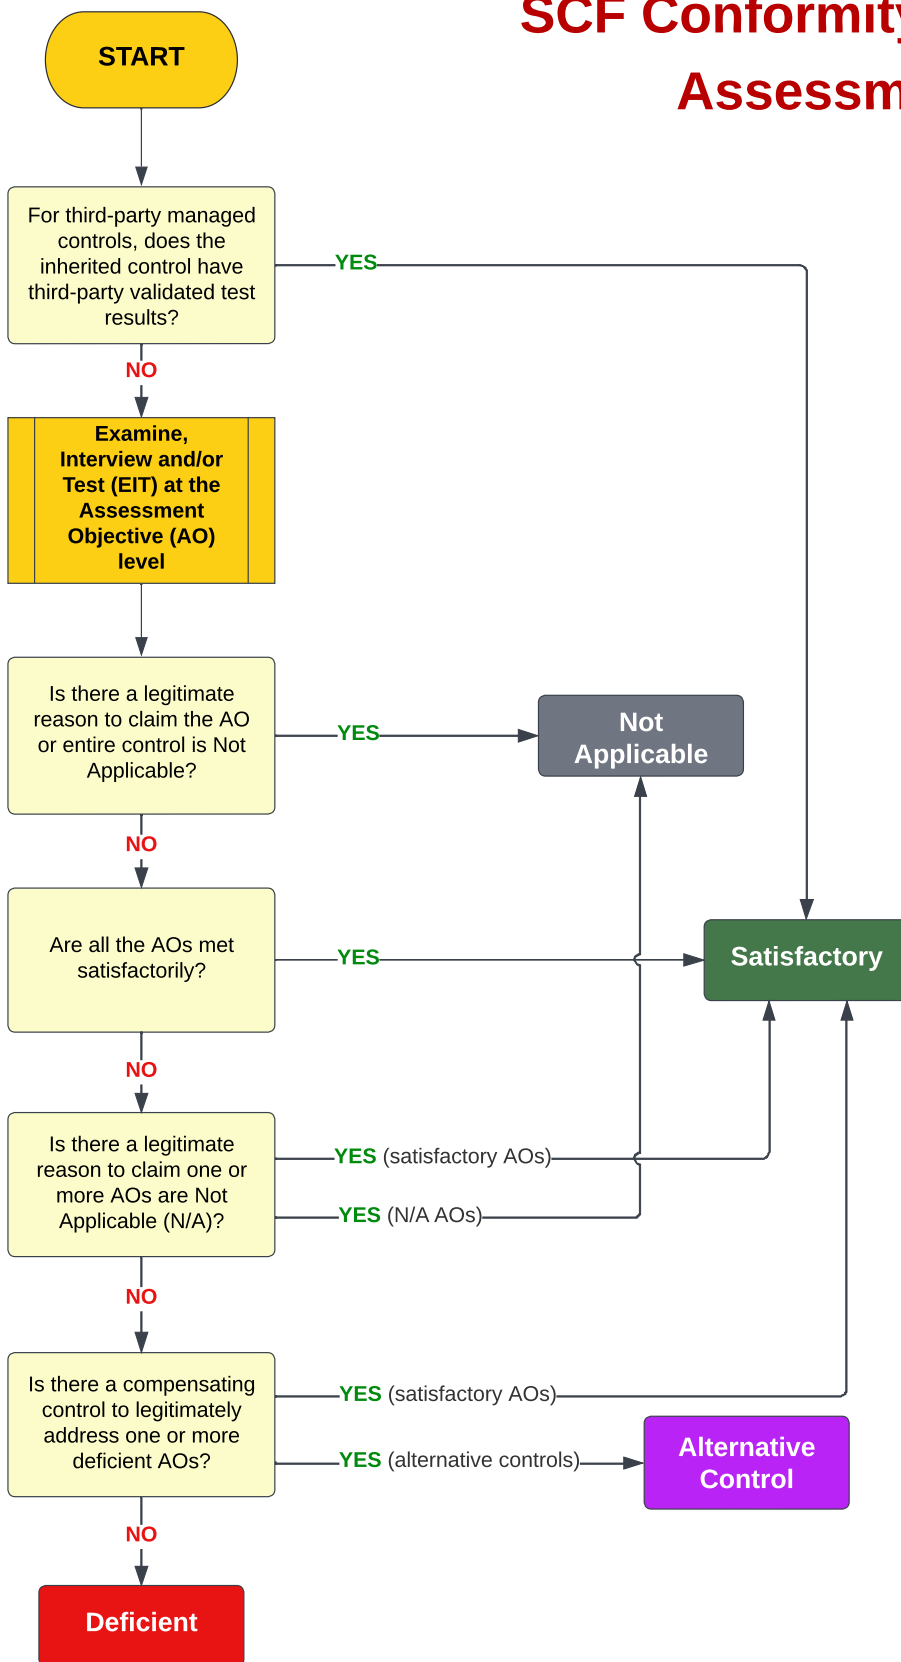 SCF Conformity
Assessm
START
For third-party managed
controls, does the
inherited control have
third-party validated test
results?
YES
NO
Examine,
Interview and/or
Test (EIT) at the
Assessment
Objective (AO)
level
Is there a legitimate
reason to claim the AO
or entire control is Not
Applicable?
YES
Not
Applicable
NO
Are all the AOs met
satisfactorily?
YES
Satisfactory
NO
Is there a legitimate
reason to claim one or
more AOs are Not
Applicable (N/A)?
YES (satisfactory AOs)
YES (N/A AOs)
NO
Is there a compensating
control to legitimately
address one or more
deficient AOs?
YES (satisfactory AOs)
YES (alternative controls)
Alternative
Control
NO
Deficient